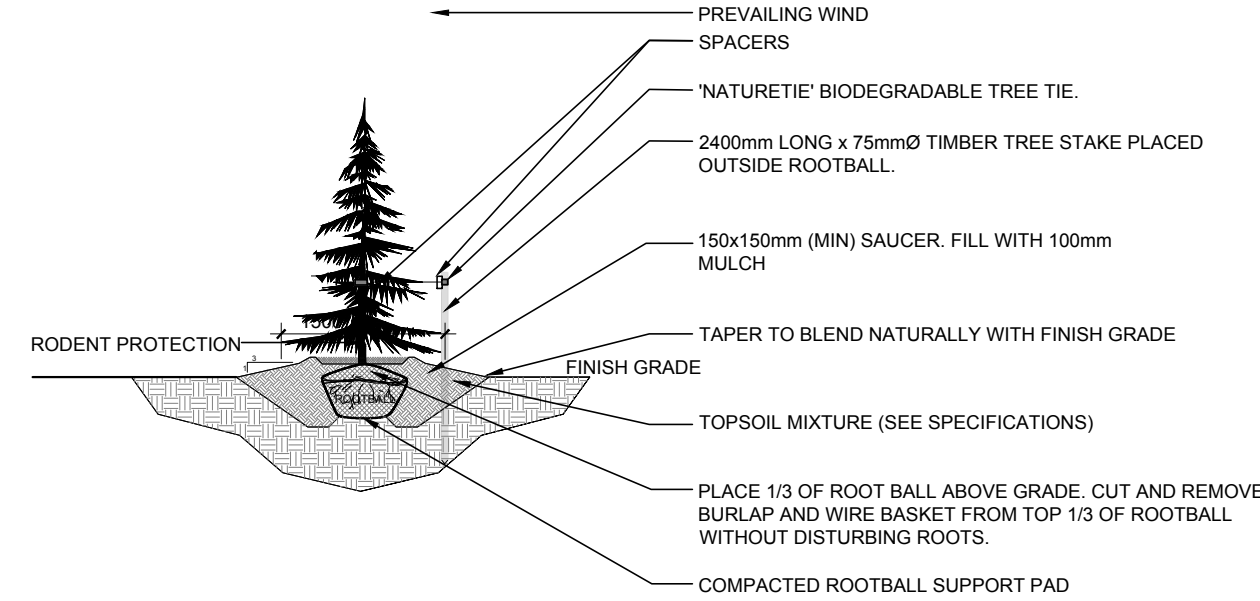 PREVAILING WIND
SPACERS
'NATURETIE' BIODEGRADABLE TREE TIE.
2400mm LONG x 75mmØ TIMBER TREE STAKE PLACED
OUTSIDE ROOTBALL.
150x150mm (MIN) SAUCER. FILL WITH 100mm
MULCH
RODENT PROTECTION
TAPER TO BLEND NATURALLY WITH FINISH GRADE
3
1
FINISH GRADE
ROOTBALL
TOPSOIL MIXTURE (SEE SPECIFICATIONS)
PLACE 1/3 OF ROOT BALL ABOVE GRADE. CUT AND REMOVE
BURLAP AND WIRE BASKET FROM TOP 1/3 OF ROOTBALL
WITHOUT DISTURBING ROOTS.
COMPACTED ROOTBALL SUPPORT PAD